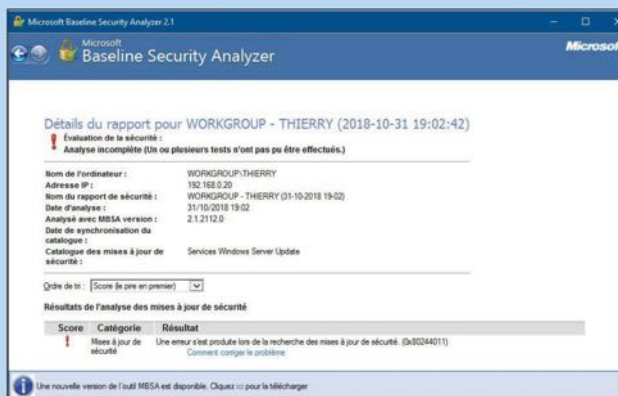 Microsoft Baseline Security Analyzer 2.1
Microsoft
Baseline Security Analyzer
Microsoft
Détails du rapport pour WORKGROUP - THIERRY (2018-10-31 19:02:42)
Évaluation de la sécurité :
Analyse incomplète (Un ou plusieurs tests n'ont pas pu être effectués.)
Nom de l'ordinateur : WORKGROUP\THIERRY
Adresse IP : 192.168.0.20
Nom du rapport de sécurité : WORKGROUP - THIERRY (31-10-2018 19-02)
Date d'analyse : 31/10/2018 19:02
Analysé avec MBSA version : 2.1.2112.0
Date de synchronisation du
catalogue :
Catalogue des mises à jour de Services Windows Server Update
sécurité :
Ordre de tri : Score (le pire en premier)
Résultats de l'analyse des mises à jour de sécurité
Score Catégorie Résultat
Mises à jour de Une erreur s'est produite lors de la recherche des mises à jour de sécurité. (0x80244011)
sécurité Comment corriger le problème
Une nouvelle version de l'outil MBSA est disponible. Cliquez ici pour la télécharger